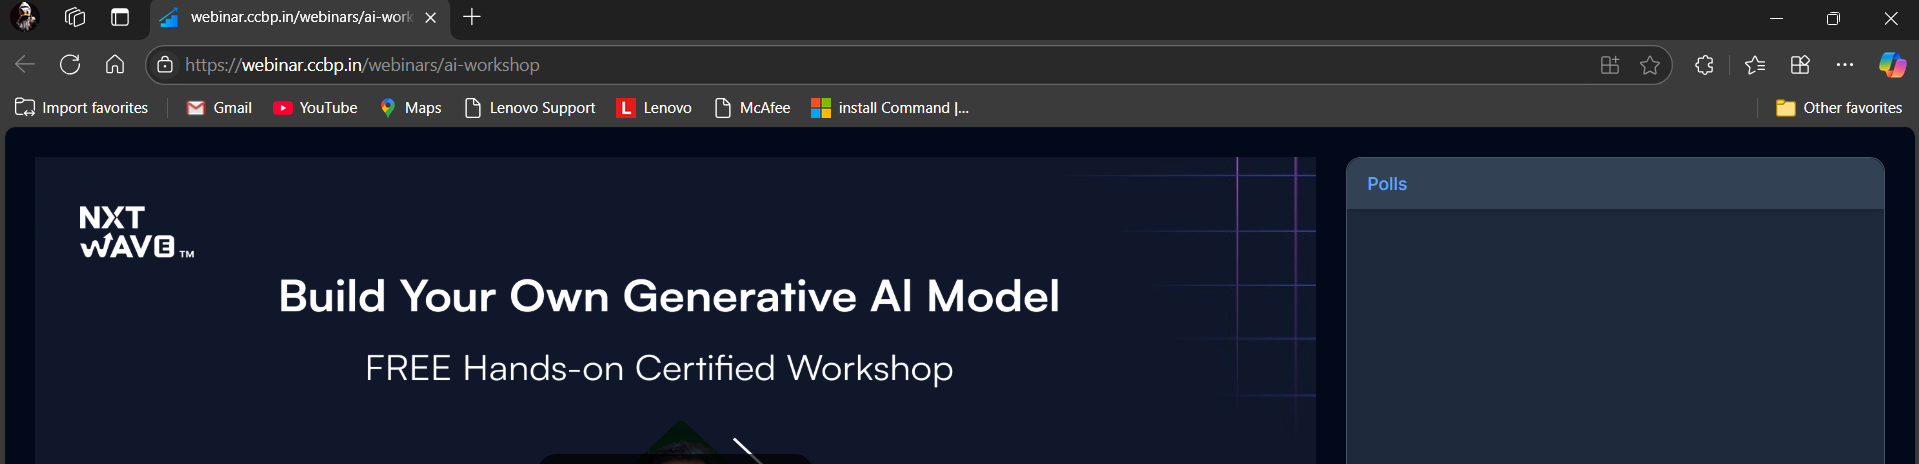 webinar.ccbp.in/webinars/ai-work
https://webinar.ccbp.in/webinars/ai-workshop
Import favorites
Gmail
YouTube
Maps
Lenovo Support
L
Lenovo
McAfee
install Command |...
Other favorites
NXT
WAVE TM
Build Your Own Generative AI Model
FREE Hands-on Certified Workshop
Polls